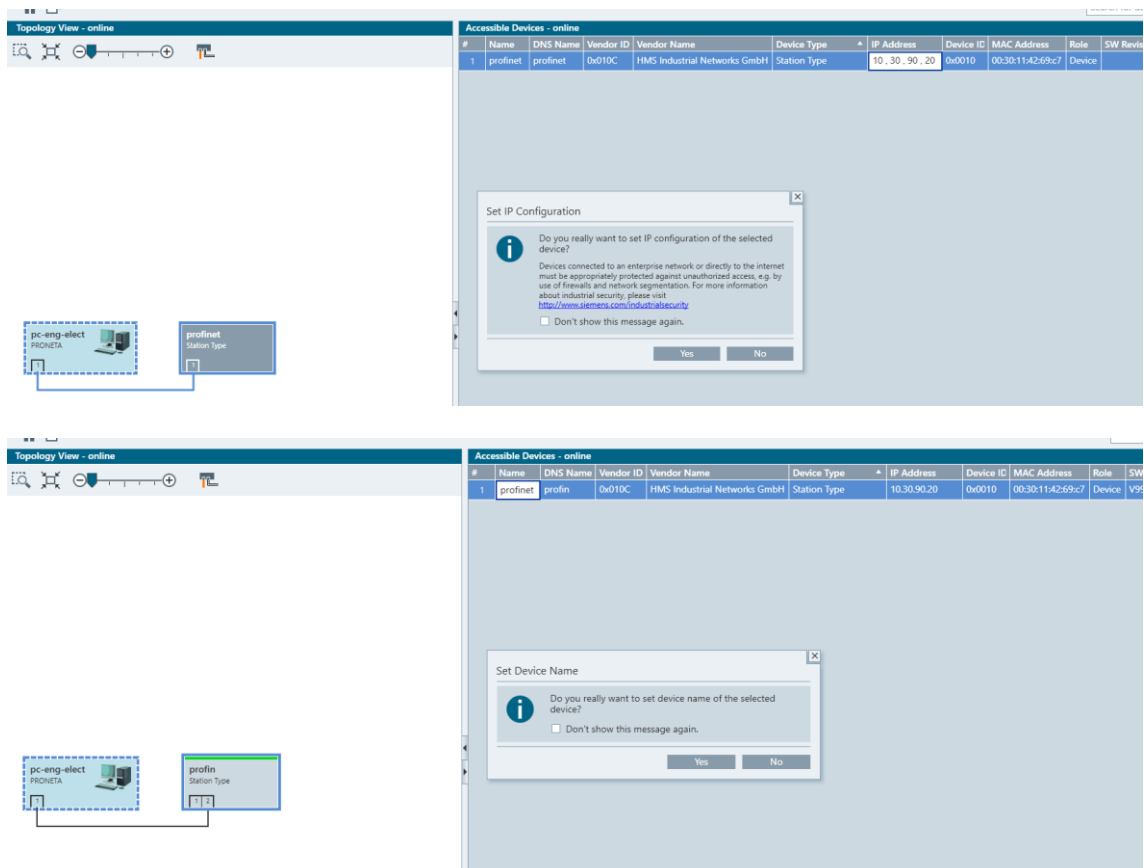 Topology View - online
Accessible Devices - online
# Name DNS Name Vendor ID Vendor Name Device Type IP Address Device ID MAC Address Role SW Revis
1 profinet profinet 0x010C HMS Industrial Networks GmbH Station Type 10 . 30 . 90 . 20 0x0010 00:30:11:42:69:c7 Device
Set IP Configuration
Do you really want to set IP configuration of the selected
device?
Devices connected to an enterprise network or directly to the internet
must be appropriately protected against unauthorized access, e.g. by
use of firewalls and network segmentation. For more information
about industrial security, please visit
http://www.siemens.com/industrialsecurity
Don't show this message again.
Yes No
pc-eng-elect
PRONETA
1
profinet
Station Type
1
Topology View - online
Accessible Devices - online
# Name DNS Name Vendor ID Vendor Name Device Type IP Address Device ID MAC Address Role SW
1 profinet profin 0x010C HMS Industrial Networks GmbH Station Type 10.30.90.20 0x0010 00:30:11:42:69:c7 Device V99
Set Device Name
Do you really want to set device name of the selected
device?
Don't show this message again.
Yes No
pc-eng-elect
PRONETA
1
profin
Station Type
1 2